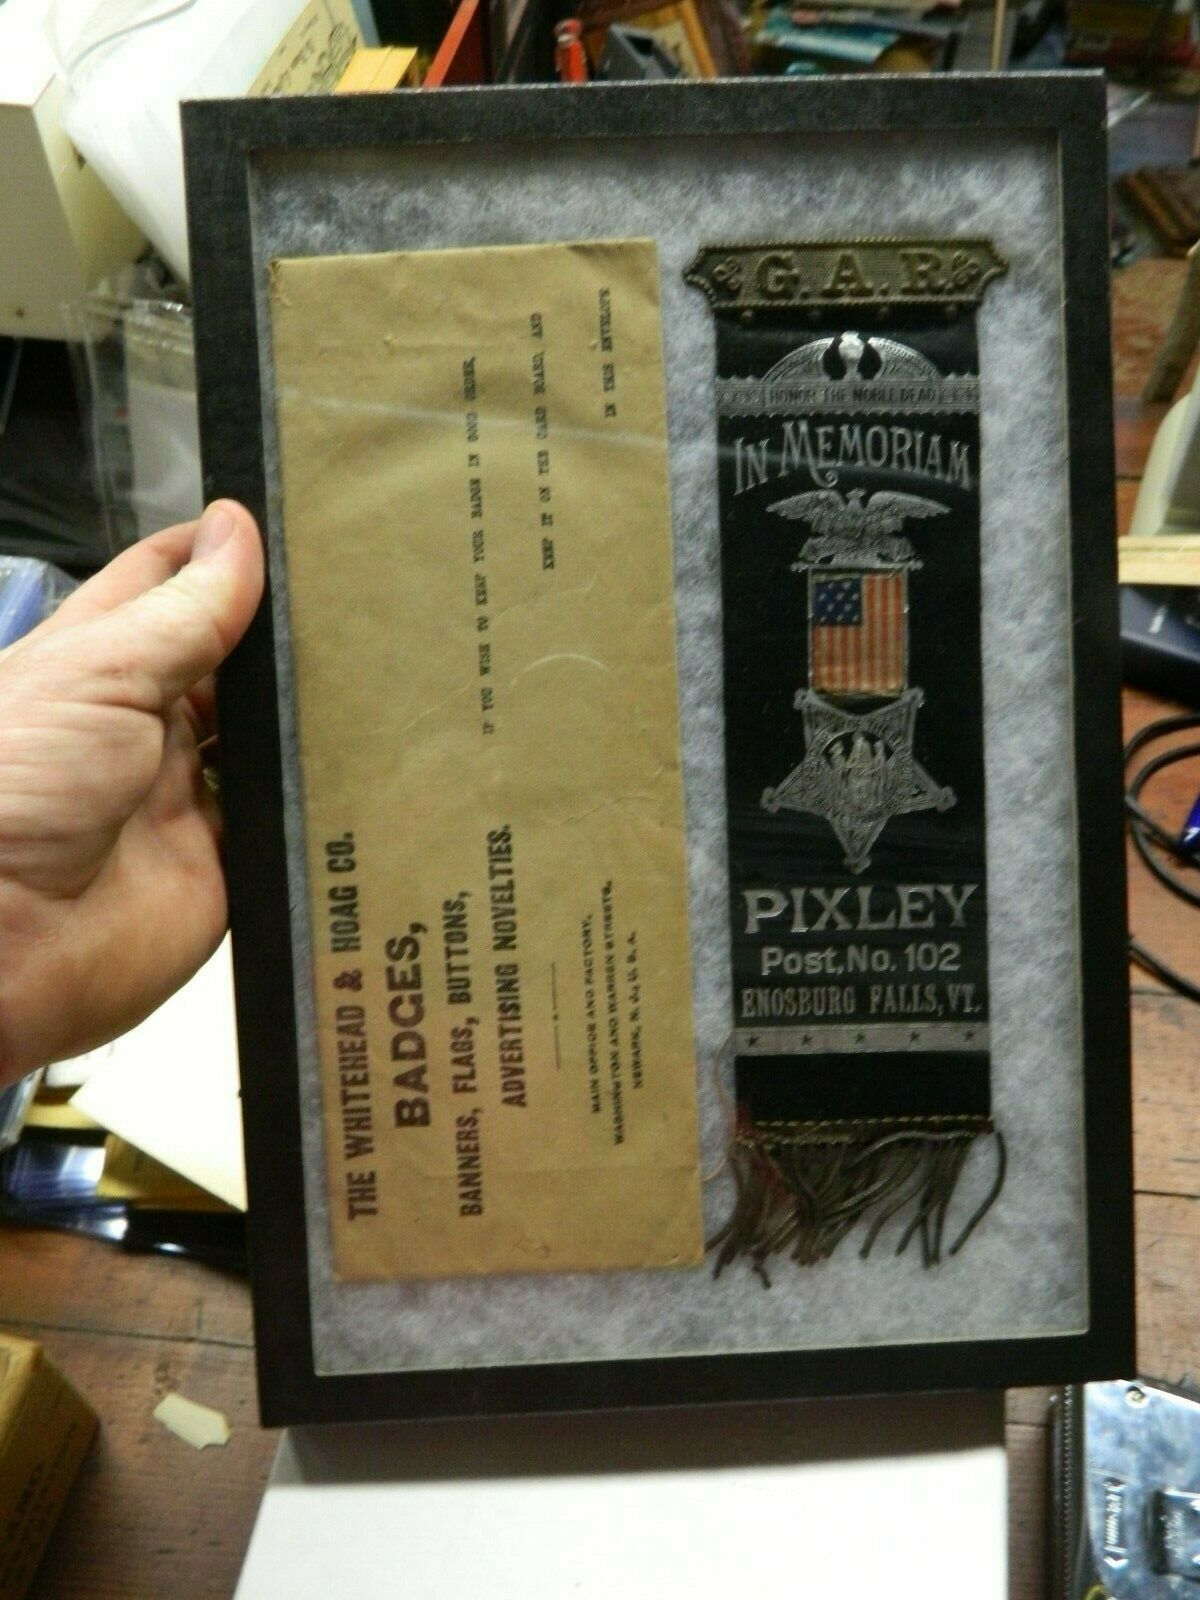 THE WHITEHEAD & HOAG CO.
BADGES,
BANNERS, FLAGS, BUTTONS,
ADVERTISING NOVELTIES.
MAIN OFFICE AND FACTORY,
WASHINGTON AND WARREN STREETS,
NEWARK, N. J., U. S. A.
IF YOU WISH TO KEEP YOUR BADGE IN GOOD ORDER,
KEEP IT ON THE CARD BOARD, AND
IN THIS ENVELOPE
G. A. R.
HONOR THE NOBLE DEAD
IN MEMORIAM
PIXLEY
Post, No. 102
ENOSBURG FALLS, VT.